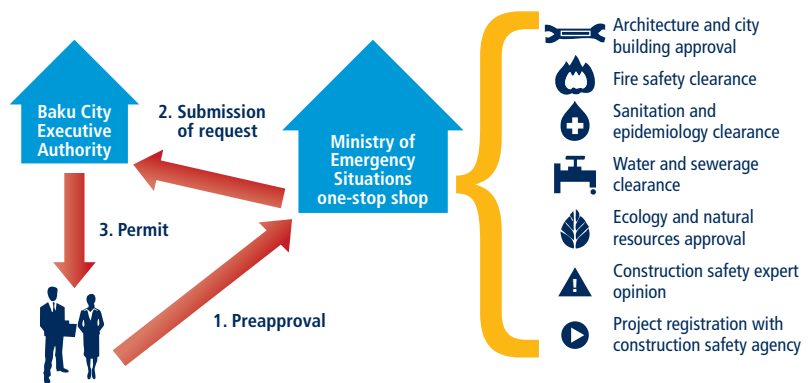 Baku City
Executive
Authority
2. Submission
of request
Ministry of
Emergency
Situations
one-stop shop
3. Permit
1. Preapproval
Architecture and city
building approval
Fire safety clearance
Sanitation and
epidemiology clearance
Water and sewerage
clearance
Ecology and natural
resources approval
Construction safety expert
opinion
Project registration with
construction safety agency